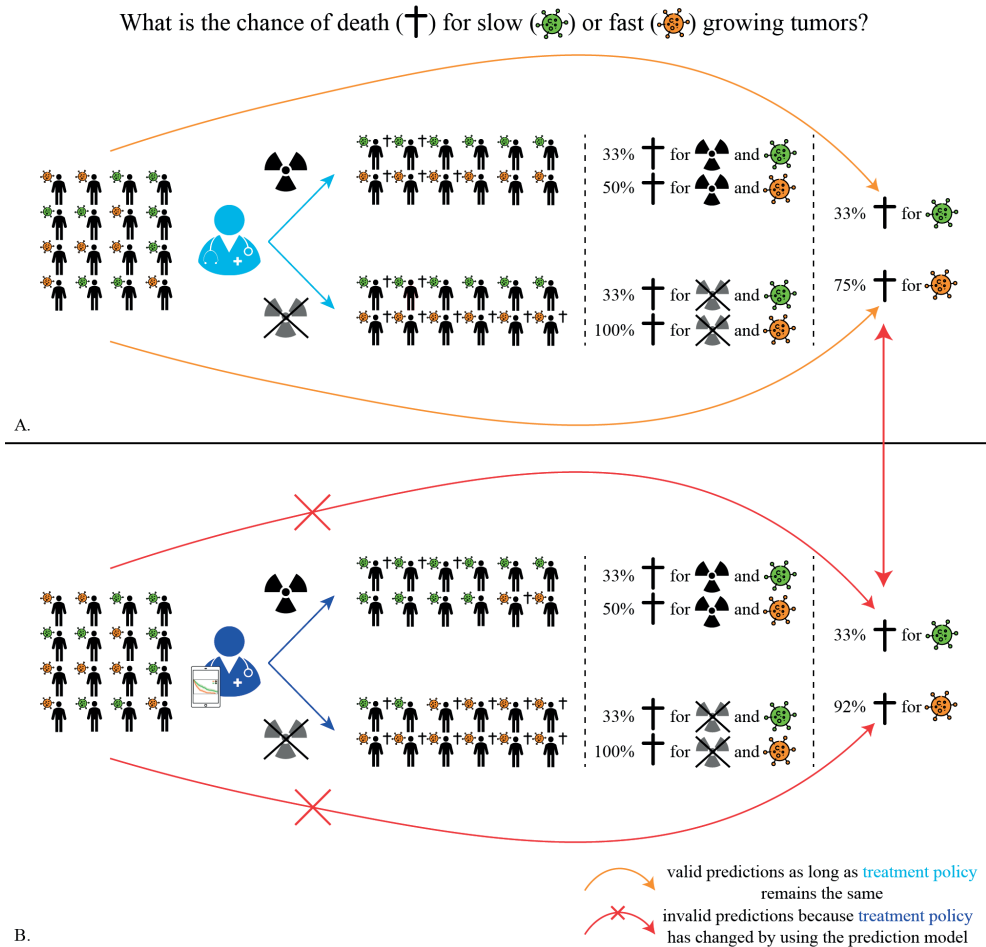 What is the chance of death (✝) for slow ( ) or fast ( ) growing tumors?
33% ✝ for and
50% ✝ for and
33% ✝ for
33% ✝ for and
75% ✝ for
100% ✝ for and
A.
33% ✝ for and
50% ✝ for and
33% ✝ for
33% ✝ for and
92% ✝ for
100% ✝ for and
valid predictions as long as treatment policy
remains the same
invalid predictions because treatment policy
has changed by using the prediction model
B.